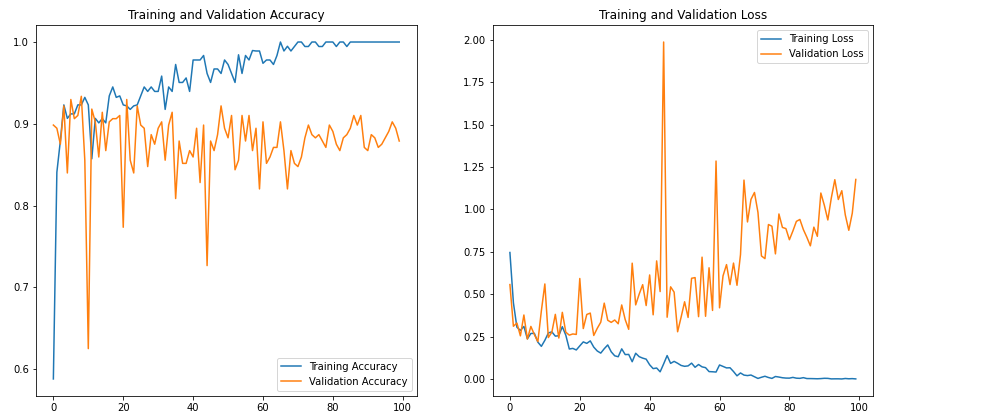 Training and Validation Accuracy
1.0
0.9
0.8
0.7
0.6
0 20 40 60 80 100
Training Accuracy
Validation Accuracy
Training and Validation Loss
2.00
1.75
1.50
1.25
1.00
0.75
0.50
0.25
0.00
0 20 40 60 80 100
Training Loss
Validation Loss